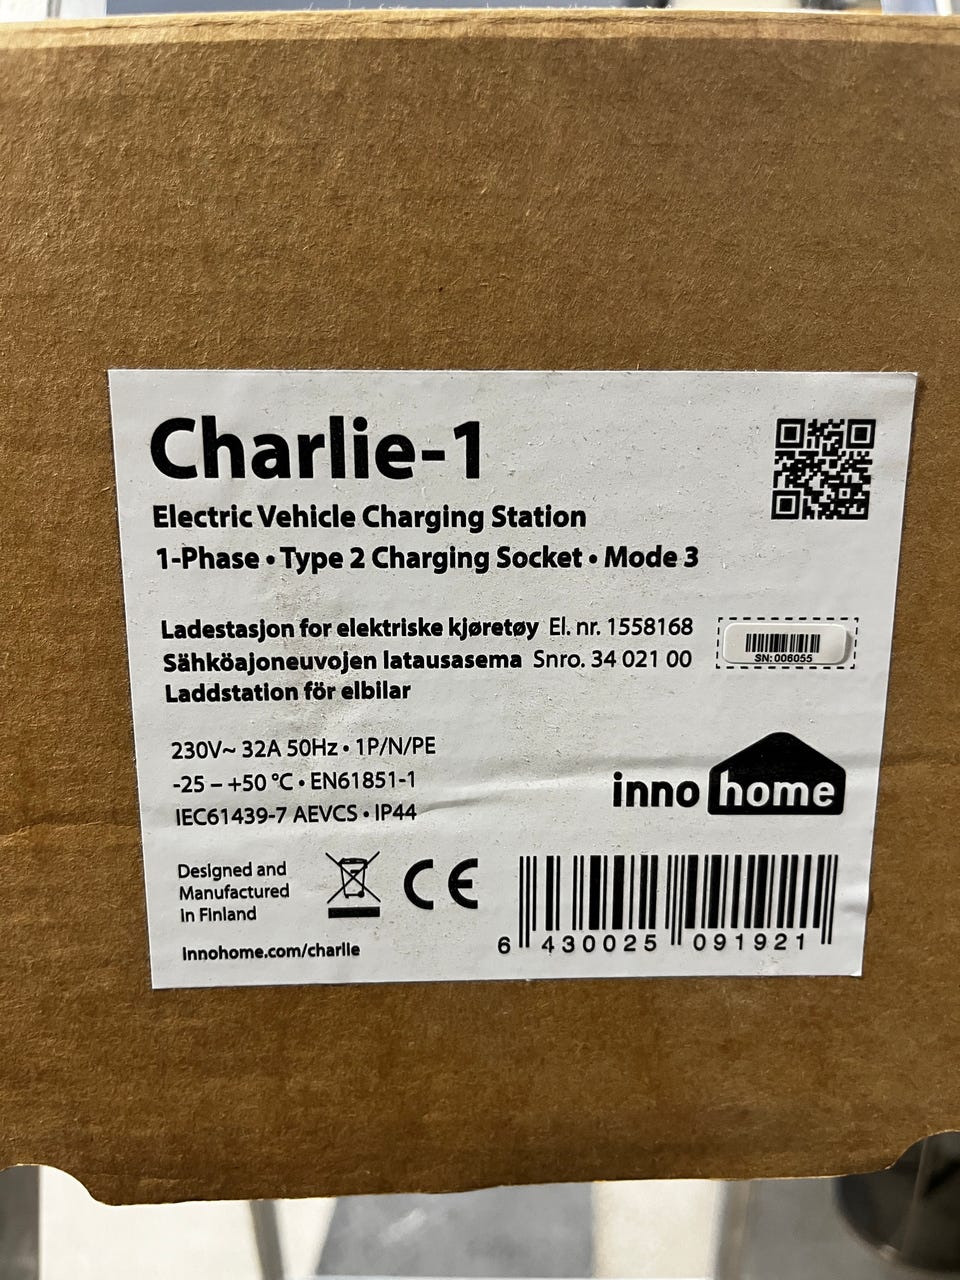 Charlie-1
Electric Vehicle Charging Station
1-Phase • Type 2 Charging Socket • Mode 3
Ladestasjon for elektriske kjøretøy El. nr. 1558168
Sähköajoneuvojen latausasema Snro. 34 021 00
Laddstation för elbilar
SN: 006055
230V~ 32A 50Hz • 1P/N/PE
-25 – +50 °C • EN61851-1
IEC61439-7 AEVCS • IP44
inno home
Designed and
Manufactured
in Finland
CE
innohome.com/charlie
6 430025 091921